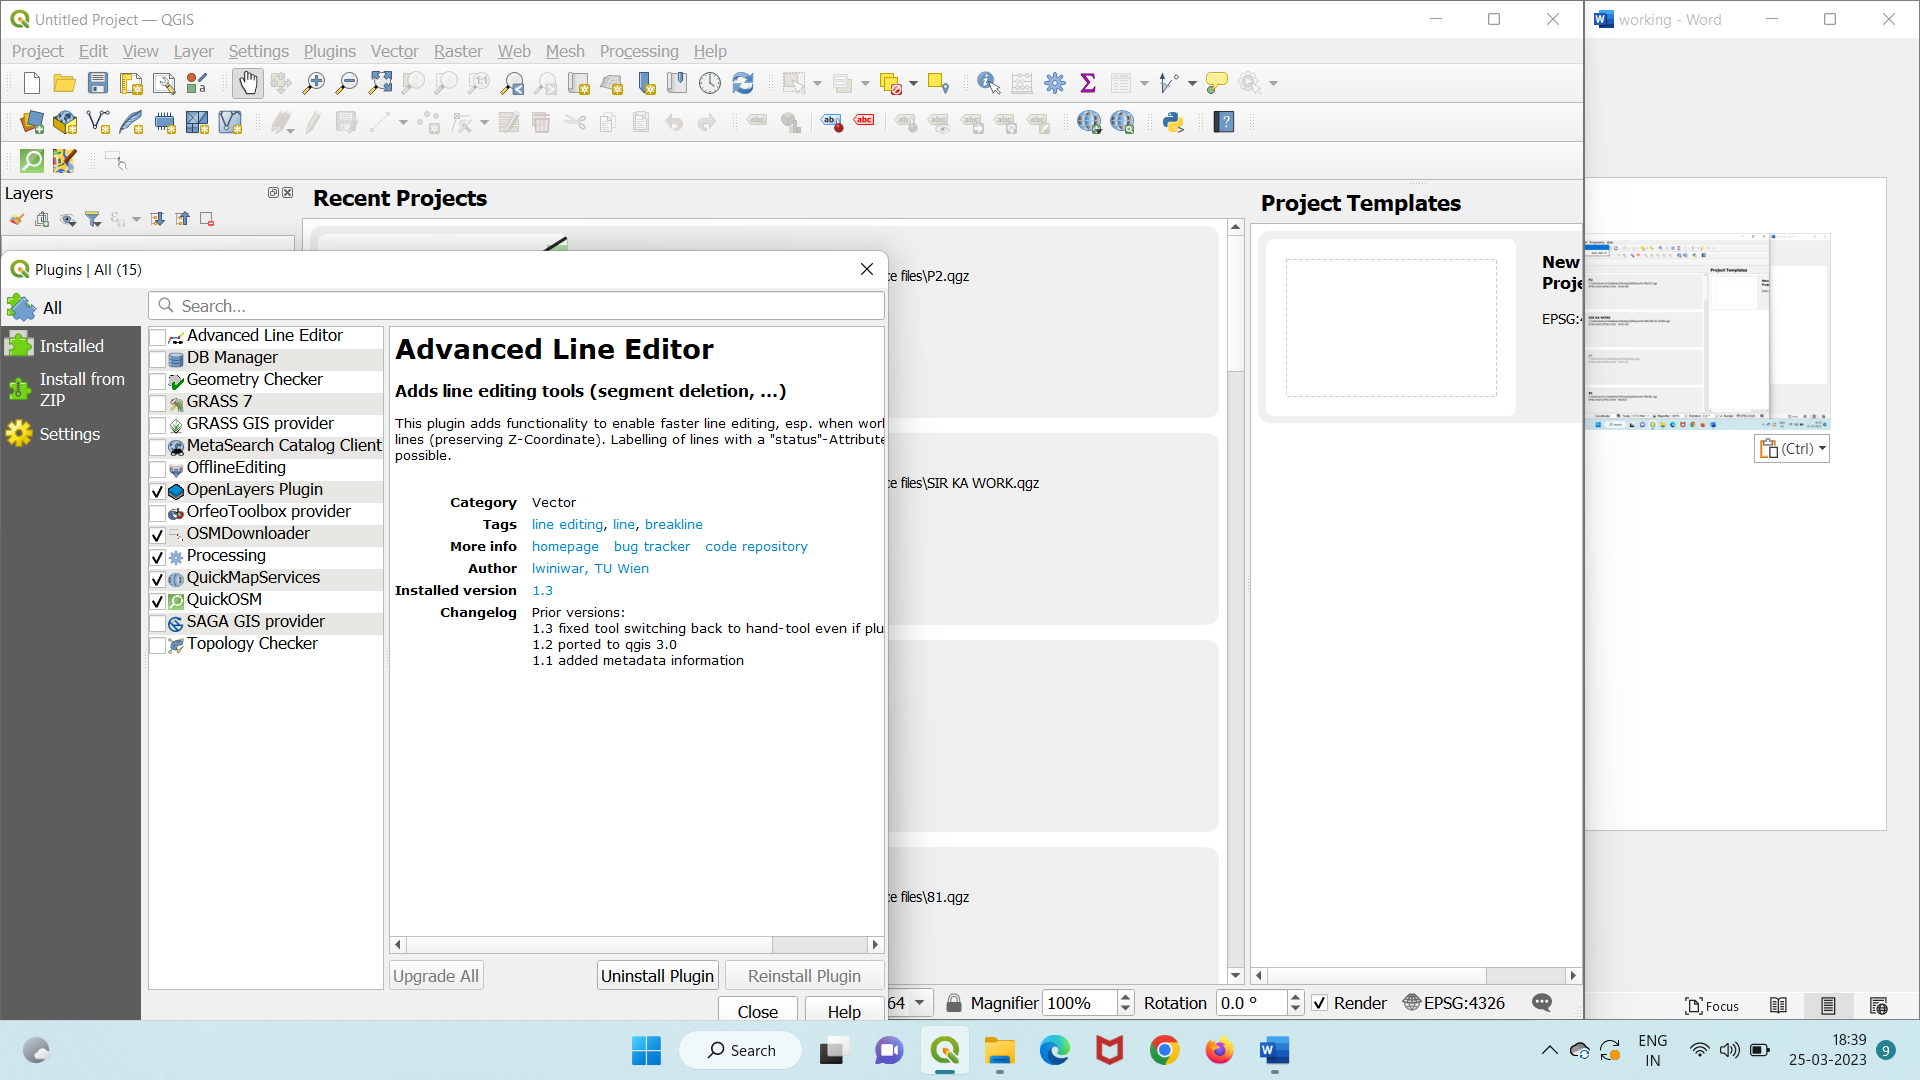 Untitled Project — QGIS
working - Word
Project Edit View Layer Settings Plugins Vector Raster Web Mesh Processing Help
Layers
Recent Projects
Project Templates
Plugins | All (15)
All
Search...
Installed
Install from
ZIP
Settings
Advanced Line Editor
DB Manager
Geometry Checker
GRASS 7
GRASS GIS provider
MetaSearch Catalog Client
OfflineEditing
OpenLayers Plugin
OrfeoToolbox provider
OSMDownloader
Processing
QuickMapServices
QuickOSM
SAGA GIS provider
Topology Checker
Advanced Line Editor
Adds line editing tools (segment deletion, ...)
This plugin adds functionality to enable faster line editing, esp. when worl
lines (preserving Z-Coordinate). Labelling of lines with a "status"-Attribute
possible.
Category Vector
Tags line editing, line, breakline
More info homepage bug tracker code repository
Author lwiniwar, TU Wien
Installed version 1.3
Changelog Prior versions:
1.3 fixed tool switching back to hand-tool even if plu
1.2 ported to qgis 3.0
1.1 added metadata information
Upgrade All
Uninstall Plugin
Reinstall Plugin
Close
Help
ce files\P2.qgz
ce files\SIR KA WORK.qgz
ce files\81.qgz
New
Proje
EPSG:4
(Ctrl)
64
Magnifier 100%
Rotation 0.0 °
Render
EPSG:4326
Focus
Search
ENG
IN
18:39
25-03-2023
9